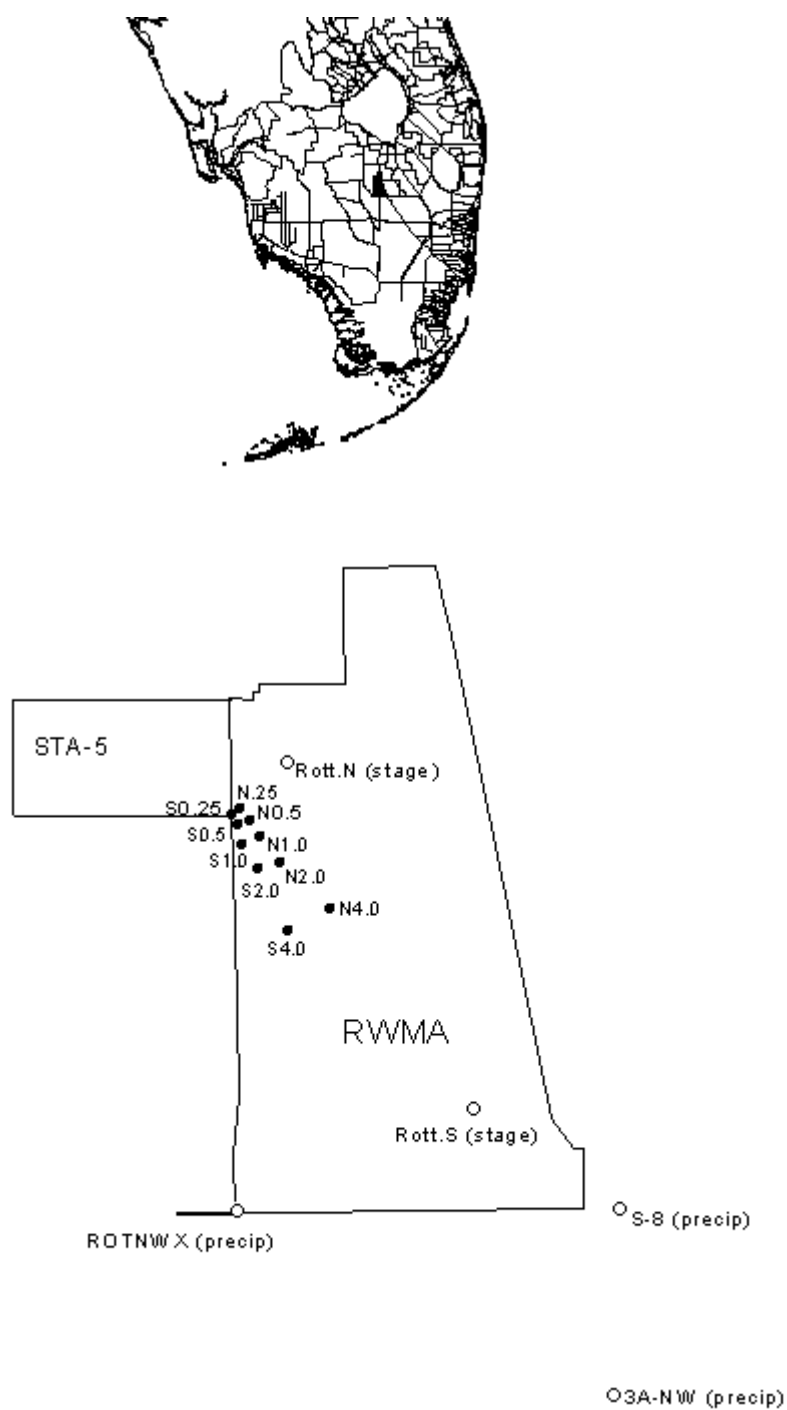 STA-5
Rott.N (stage)
N.25
S0.25
N0.5
S0.5
N1.0
S1.0
N2.0
S2.0
N4.0
S4.0
RWMA
Rott.S (stage)
S-8 (precip)
ROTNWX (precip)
3A-NW (precip)